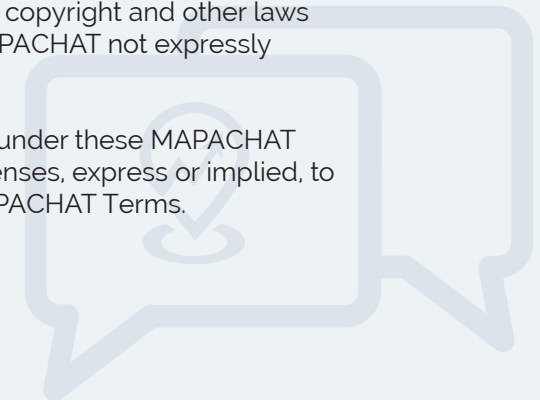 copyright and other laws
PACHAT not expressly
under these MAPACHAT
enses, express or implied, to
PACHAT Terms.